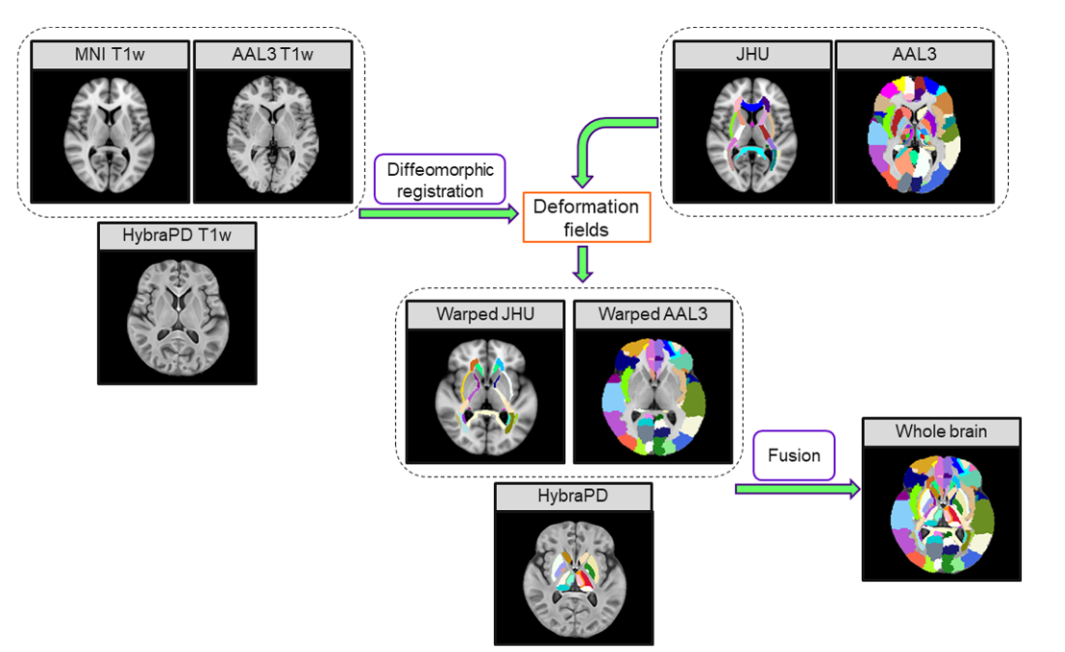 MNI T1w
AAL3 T1w
JHU
AAL3
Diffeomorphic
registration
Deformation
fields
HybraPD T1w
Warped JHU
Warped AAL3
Fusion
Whole brain
HybraPD